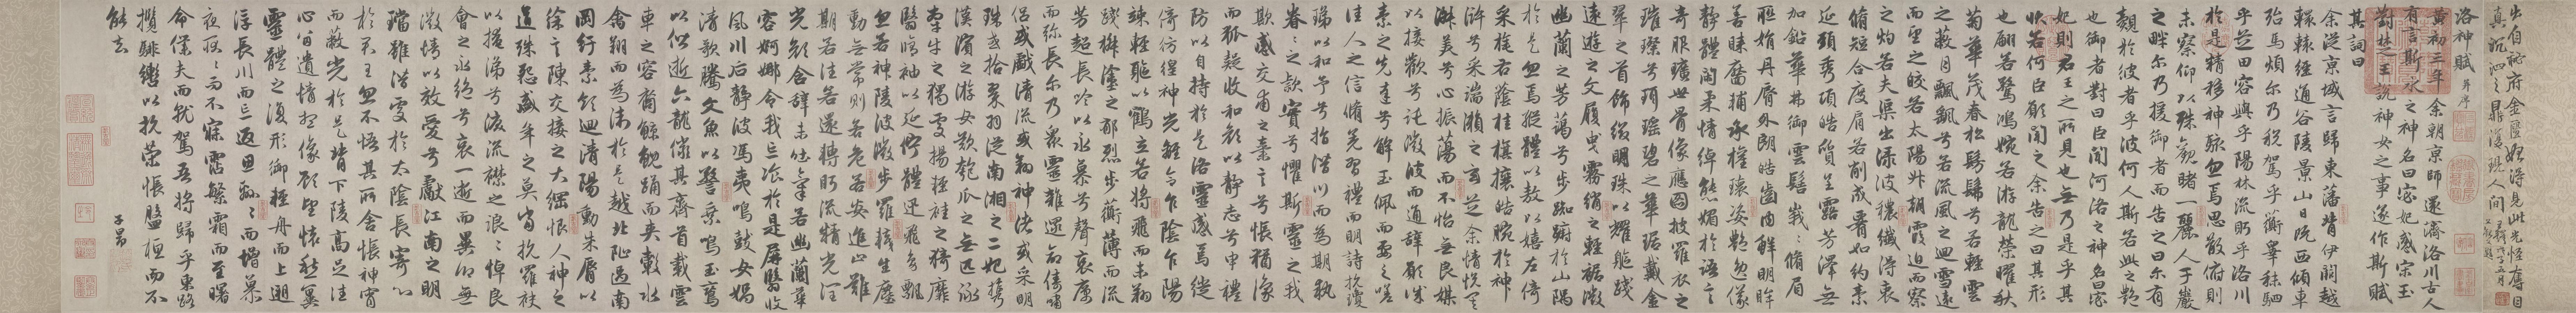 出自祕府金匱始得見此光怪奪目
洛神賦 并序
黃初三年余朝京師還濟洛川古人
有言斯水之神名曰宓妃感宋玉
對楚王說神女之事遂作斯賦
其詞曰
余從京域言歸東藩背伊闕越
轘轅經通谷陵景山日既西傾車
殆馬煩尔乃税駕乎蘅皋秣駟
乎芝田容與乎陽林流眄乎洛川
於是精移神駭忽焉思散俯則
未察仰以殊觀睹一麗人于巖
之畔尔乃援御者而告之曰尔有
覿於彼者乎彼何人斯若此之艷
也御者對曰臣聞河洛之神名曰宓
妃則君王之所見也無乃是乎其
狀若何臣願聞之余告之曰其形
也翩若驚鴻婉若游龍榮曜秋
菊華茂春松髣髴兮若輕雲
之蔽月飄颻兮若流風之迴雪遠
而望之皎若太陽升朝霞迫而察
之灼若夫渠出淥波穠纖得衷
脩短合度肩若削成腰如約素
延頸秀項皓質呈露芳澤無
加鉛華弗御雲髻峩峩脩眉
聯娟丹脣外朗皓齒內鮮明眸
善睞靨輔承權瓌姿艷逸儀
靜體閑柔情綽態媚於語言
奇服曠世骨像應圖披羅衣之
璀璨兮珥瑤碧之華琚戴金
翠之首飾綴明珠以耀軀踐
遠遊之文履曳霧綃之輕裾微
幽蘭之芳藹兮步踟躕於山隅
於是忽焉縱體以敖以嬉左倚
采旄右蔭桂旗攘皓腕於神
滸兮采湍瀨之玄芝余情悅其
淑美兮心振蕩而不怡無良媒
以接歡兮託微波而通辭願誠
素之先達兮解玉佩而要之嗟
佳人之信脩羌習禮而明詩抗瓊
珶以和予兮指潛川而為期執
眷眷之款實兮懼斯靈之我
欺感交甫之棄言兮悵猶豫
而狐疑收和顏以靜志兮申禮
防以自持於是洛靈感焉徙
倚彷徨神光離合乍陰乍陽
竦輕軀以鶴立若將飛而未翔
踐椒塗之郁烈步蘅薄而流
芳超長吟以永慕兮聲哀厲
而彌長尔乃眾靈雜遝命儔嘯
侶或戲清流或翔神渚或采明
珠或拾翠羽從南湘之二妃攜
漢濱之游女歎匏瓜之無匹詠
牽牛之獨處揚輕袿之猗靡
翳脩袖以延佇體迅飛鳧飄
忽若神陵波微步羅襪生塵
動無常則若危若安進止難
期若往若還轉眄流精光潤
玉顏含辭未吐氣若幽蘭華
容婀娜令我忘飡於是屏翳收
風川后靜波馮夷鳴鼓女媧
清歌騰文魚以警乘鳴玉鸞
以偕逝六龍儼其齊首載雲
車之容裔鯨鯢踊而夾轂水
禽翔而為衛於是越北沚過南
岡紆素領迴清陽動朱脣以
徐言陳交接之大綱恨人神之
道殊怨盛年之莫當抗羅袂
以掩涕兮淚流襟之浪浪悼良
會之永絕兮哀一逝而異鄉無
微情以效愛兮獻江南之明
璫雖潛處於太陰長寄心
於君王忽不悟其所舍悵神宵
而蔽光於是背下陵高足往
心留遺情想像顧望懷愁冀
靈體之復形御輕舟而上遡
浮長川而忘返思緜緜而增慕
夜耿耿而不寐霑繁霜而至曙
命僕夫而就駕吾將歸乎東路
攬騑轡以抗策悵盤桓而不
能去
子昂